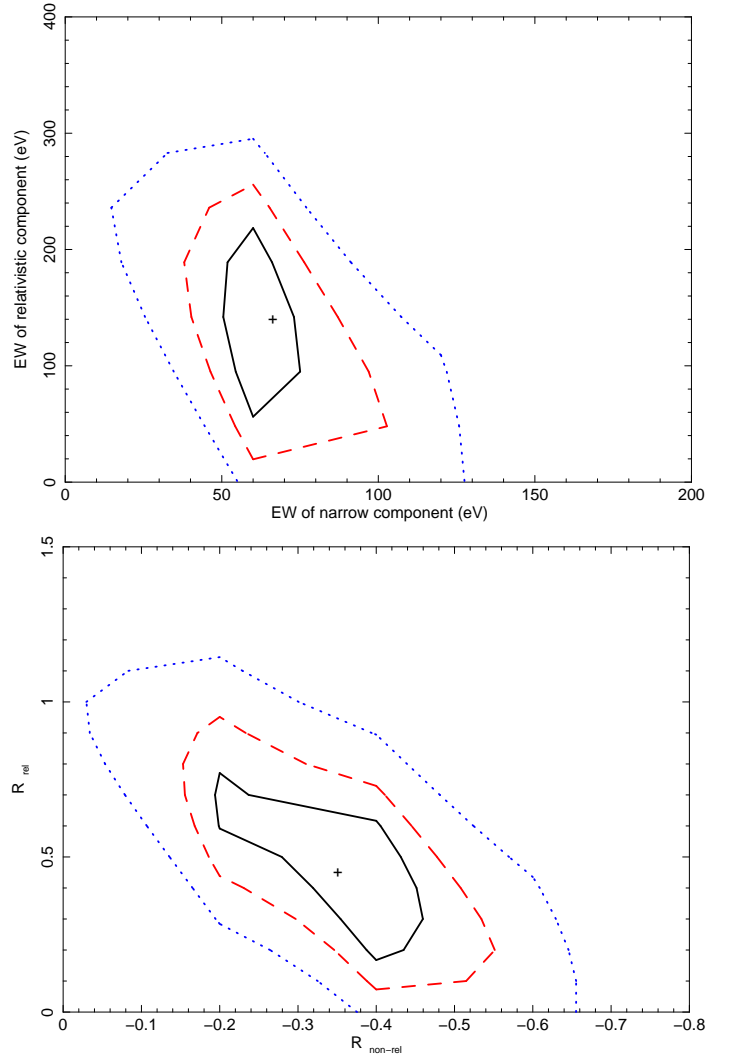 400
300
200
100
0
EW of relativistic component (eV)
0 50 100 150 200
EW of narrow component (eV)
1.5
1
0.5
0
R rel
0 −0.1 −0.2 −0.3 −0.4 −0.5 −0.6 −0.7 −0.8
R non−rel